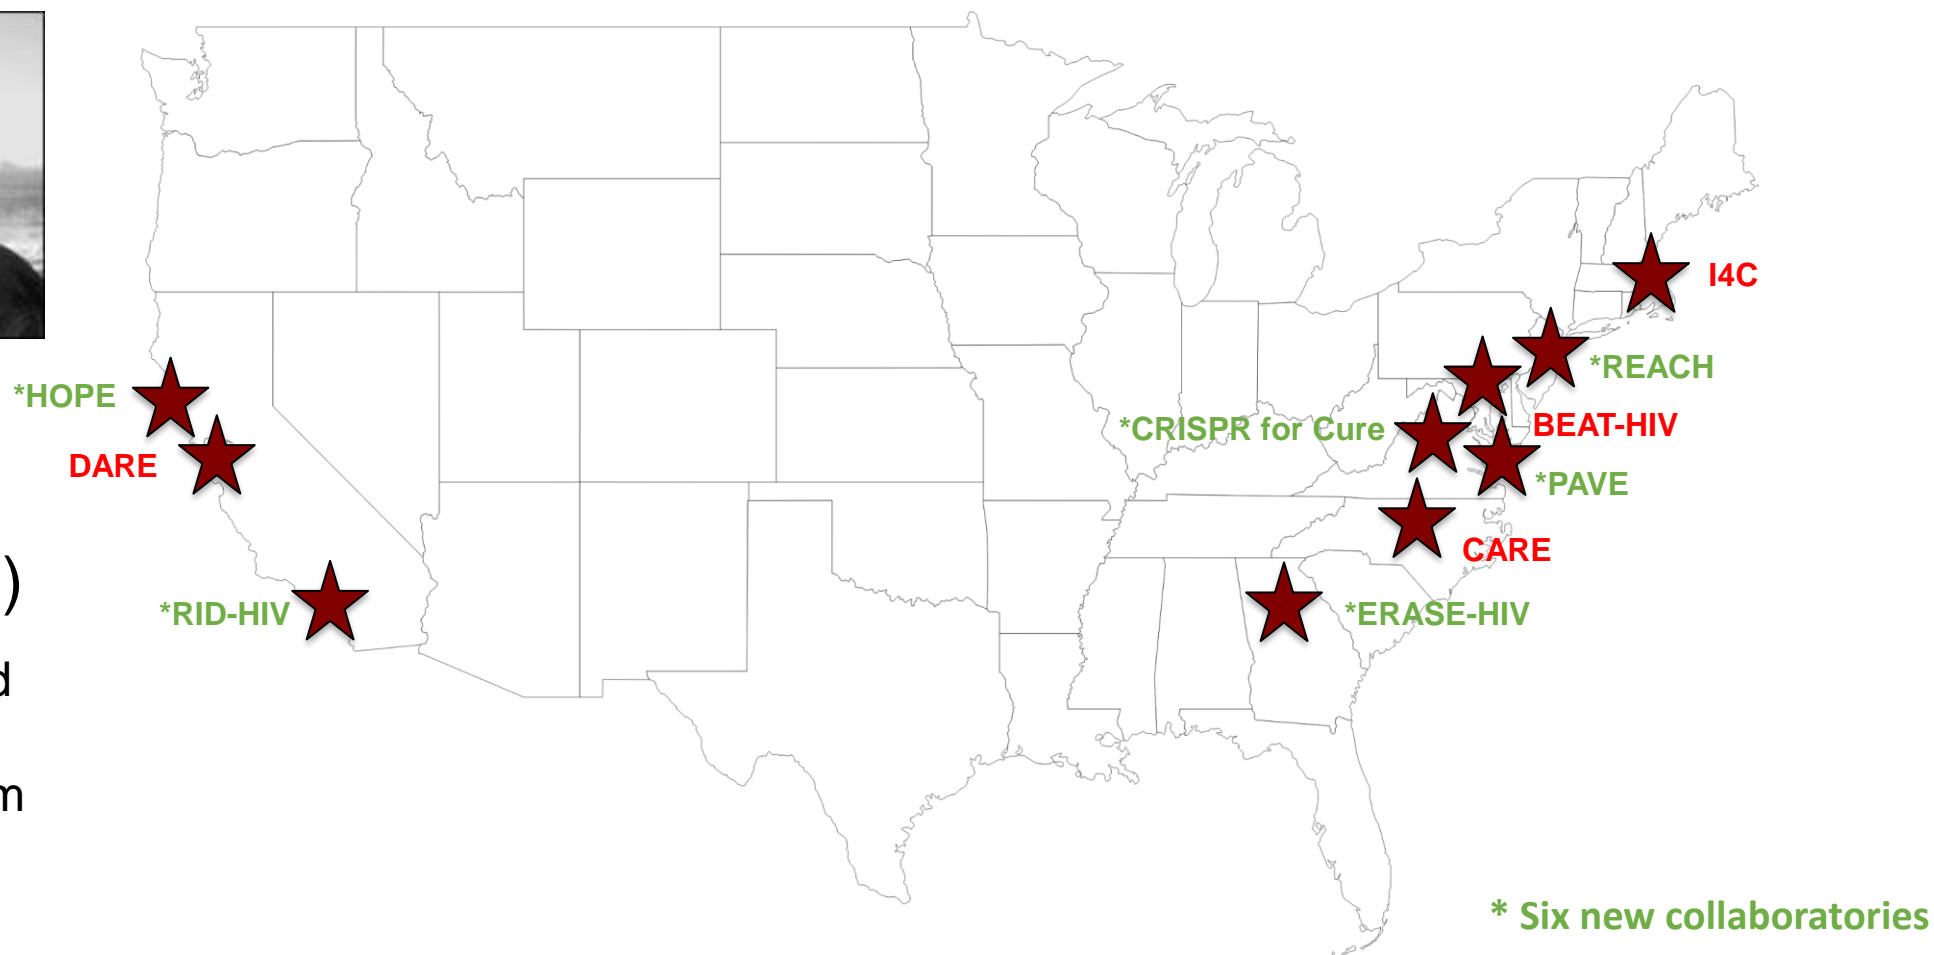 I4C
*REACH
*HOPE
BEAT-HIV
*CRISPR for Cure
DARE
*PAVE
CARE
)
*RID-HIV
*ERASE-HIV
* Six new collaboratories